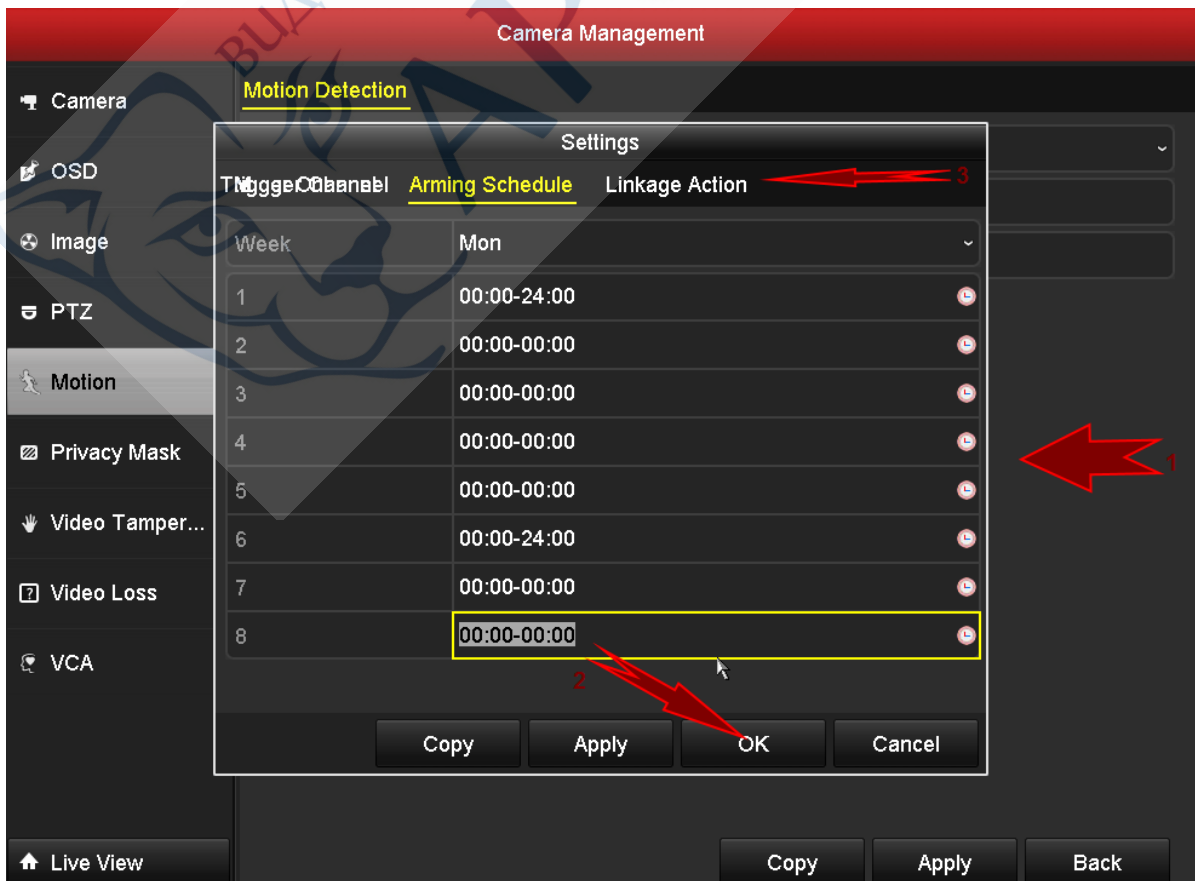 Camera Management
Camera
OSD
Image
PTZ
Motion
Privacy Mask
Video Tamper...
Video Loss
VCA
Live View
Motion Detection
Settings
Trigger Channel Arming Schedule Linkage Action
3
Week Mon
1 00:00-24:00
2 00:00-00:00
3 00:00-00:00
4 00:00-00:00
5 00:00-00:00
6 00:00-24:00
7 00:00-00:00
8 00:00-00:00
1
2
Copy Apply OK Cancel
Copy Apply Back